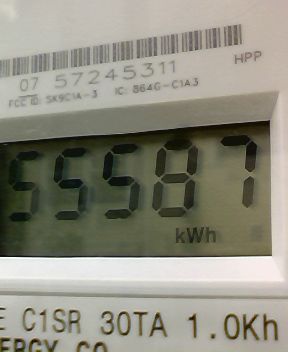 HPP
07 57245311
FCC ID: SK9C1A-3 IC: 864G-C1A3
55587
kWh
E C1SR 30TA 1.0Kh
ERGY CO